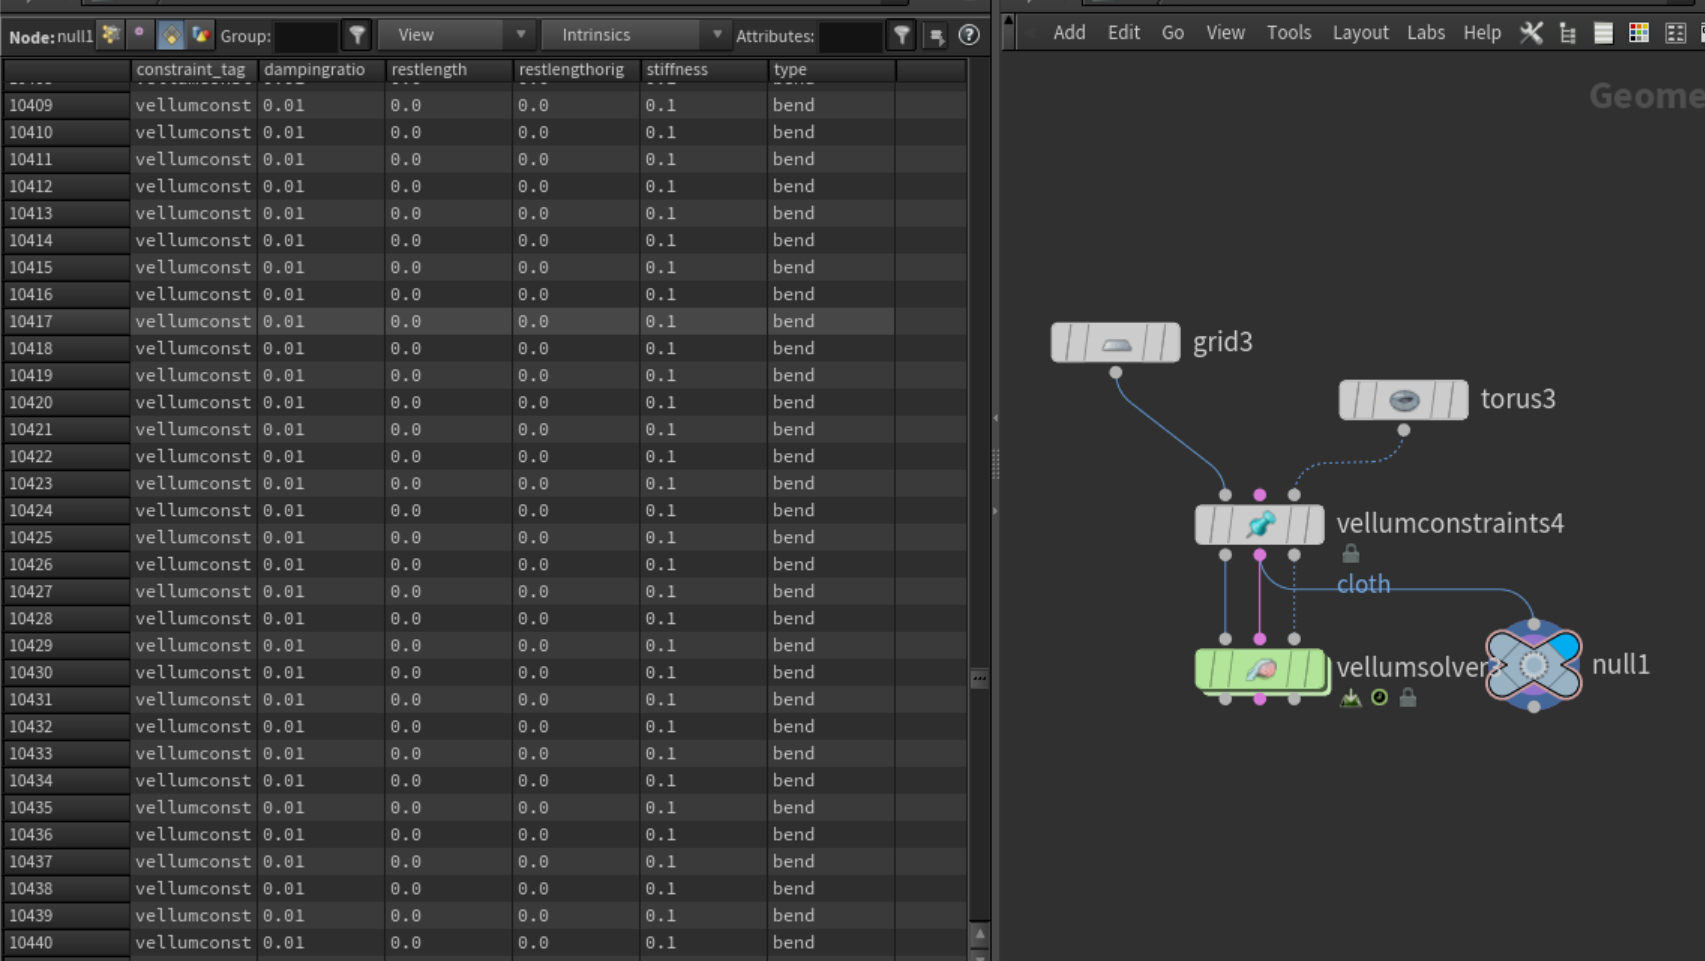 Node: null1 Group: View Intrinsics Attributes:
constraint_tag dampingratio restlength restlengthorig stiffness type
10409 vellumconst 0.01 0.0 0.0 0.1 bend
10410 vellumconst 0.01 0.0 0.0 0.1 bend
10411 vellumconst 0.01 0.0 0.0 0.1 bend
10412 vellumconst 0.01 0.0 0.0 0.1 bend
10413 vellumconst 0.01 0.0 0.0 0.1 bend
10414 vellumconst 0.01 0.0 0.0 0.1 bend
10415 vellumconst 0.01 0.0 0.0 0.1 bend
10416 vellumconst 0.01 0.0 0.0 0.1 bend
10417 vellumconst 0.01 0.0 0.0 0.1 bend
10418 vellumconst 0.01 0.0 0.0 0.1 bend
10419 vellumconst 0.01 0.0 0.0 0.1 bend
10420 vellumconst 0.01 0.0 0.0 0.1 bend
10421 vellumconst 0.01 0.0 0.0 0.1 bend
10422 vellumconst 0.01 0.0 0.0 0.1 bend
10423 vellumconst 0.01 0.0 0.0 0.1 bend
10424 vellumconst 0.01 0.0 0.0 0.1 bend
10425 vellumconst 0.01 0.0 0.0 0.1 bend
10426 vellumconst 0.01 0.0 0.0 0.1 bend
10427 vellumconst 0.01 0.0 0.0 0.1 bend
10428 vellumconst 0.01 0.0 0.0 0.1 bend
10429 vellumconst 0.01 0.0 0.0 0.1 bend
10430 vellumconst 0.01 0.0 0.0 0.1 bend
10431 vellumconst 0.01 0.0 0.0 0.1 bend
10432 vellumconst 0.01 0.0 0.0 0.1 bend
10433 vellumconst 0.01 0.0 0.0 0.1 bend
10434 vellumconst 0.01 0.0 0.0 0.1 bend
10435 vellumconst 0.01 0.0 0.0 0.1 bend
10436 vellumconst 0.01 0.0 0.0 0.1 bend
10437 vellumconst 0.01 0.0 0.0 0.1 bend
10438 vellumconst 0.01 0.0 0.0 0.1 bend
10439 vellumconst 0.01 0.0 0.0 0.1 bend
10440 vellumconst 0.01 0.0 0.0 0.1 bend
Add Edit Go View Tools Layout Labs Help
Geome
grid3
torus3
vellumconstraints4
cloth
vellumsolver
null1